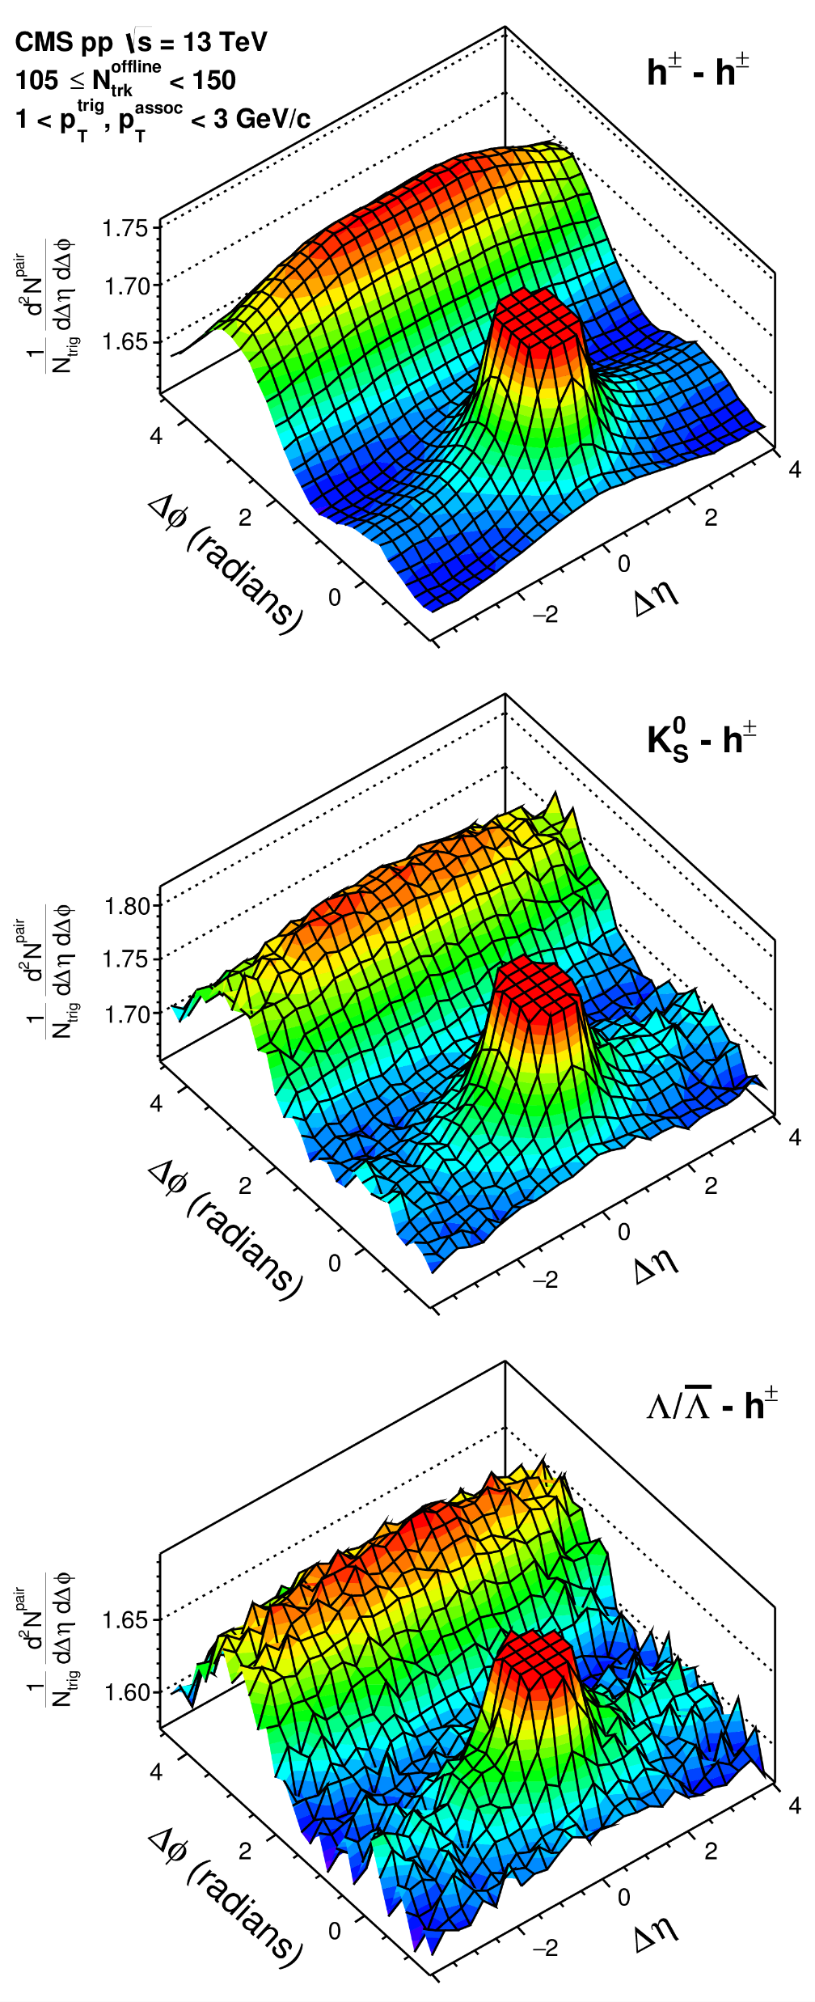 CMS pp √s = 13 TeV
105 ≤ N_trk^offline < 150
1 < p_T^trig, p_T^assoc < 3 GeV/c
h± - h±
1/N_trig d²N^pair/dΔη dΔϕ
1.75
1.70
1.65
4
2
0
Δϕ (radians)
−2
0
2
4
Δη
K_S^0 - h±
1/N_trig d²N^pair/dΔη dΔϕ
1.80
1.75
1.70
4
2
0
Δϕ (radians)
−2
0
2
4
Δη
Λ/Λ̅ - h±
1/N_trig d²N^pair/dΔη dΔϕ
1.65
1.60
4
2
0
Δϕ (radians)
−2
0
2
4
Δη